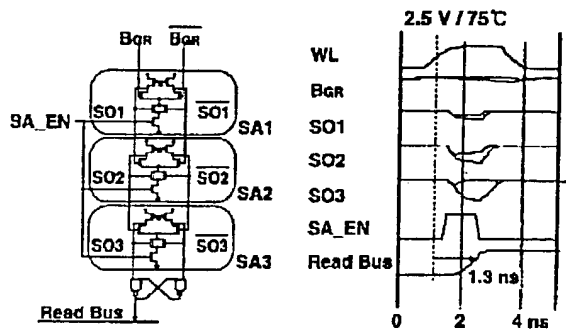 BGR BGR
SO1 SO1
SA_EN SA1
SO2 SO2
SA2
SO3 SO3
SA3
Read Bus
2.5 V / 75℃
WL
BGR
SO1
SO2
SO3
SA_EN
Read Bus
1.3 ns
0 2 4 ns